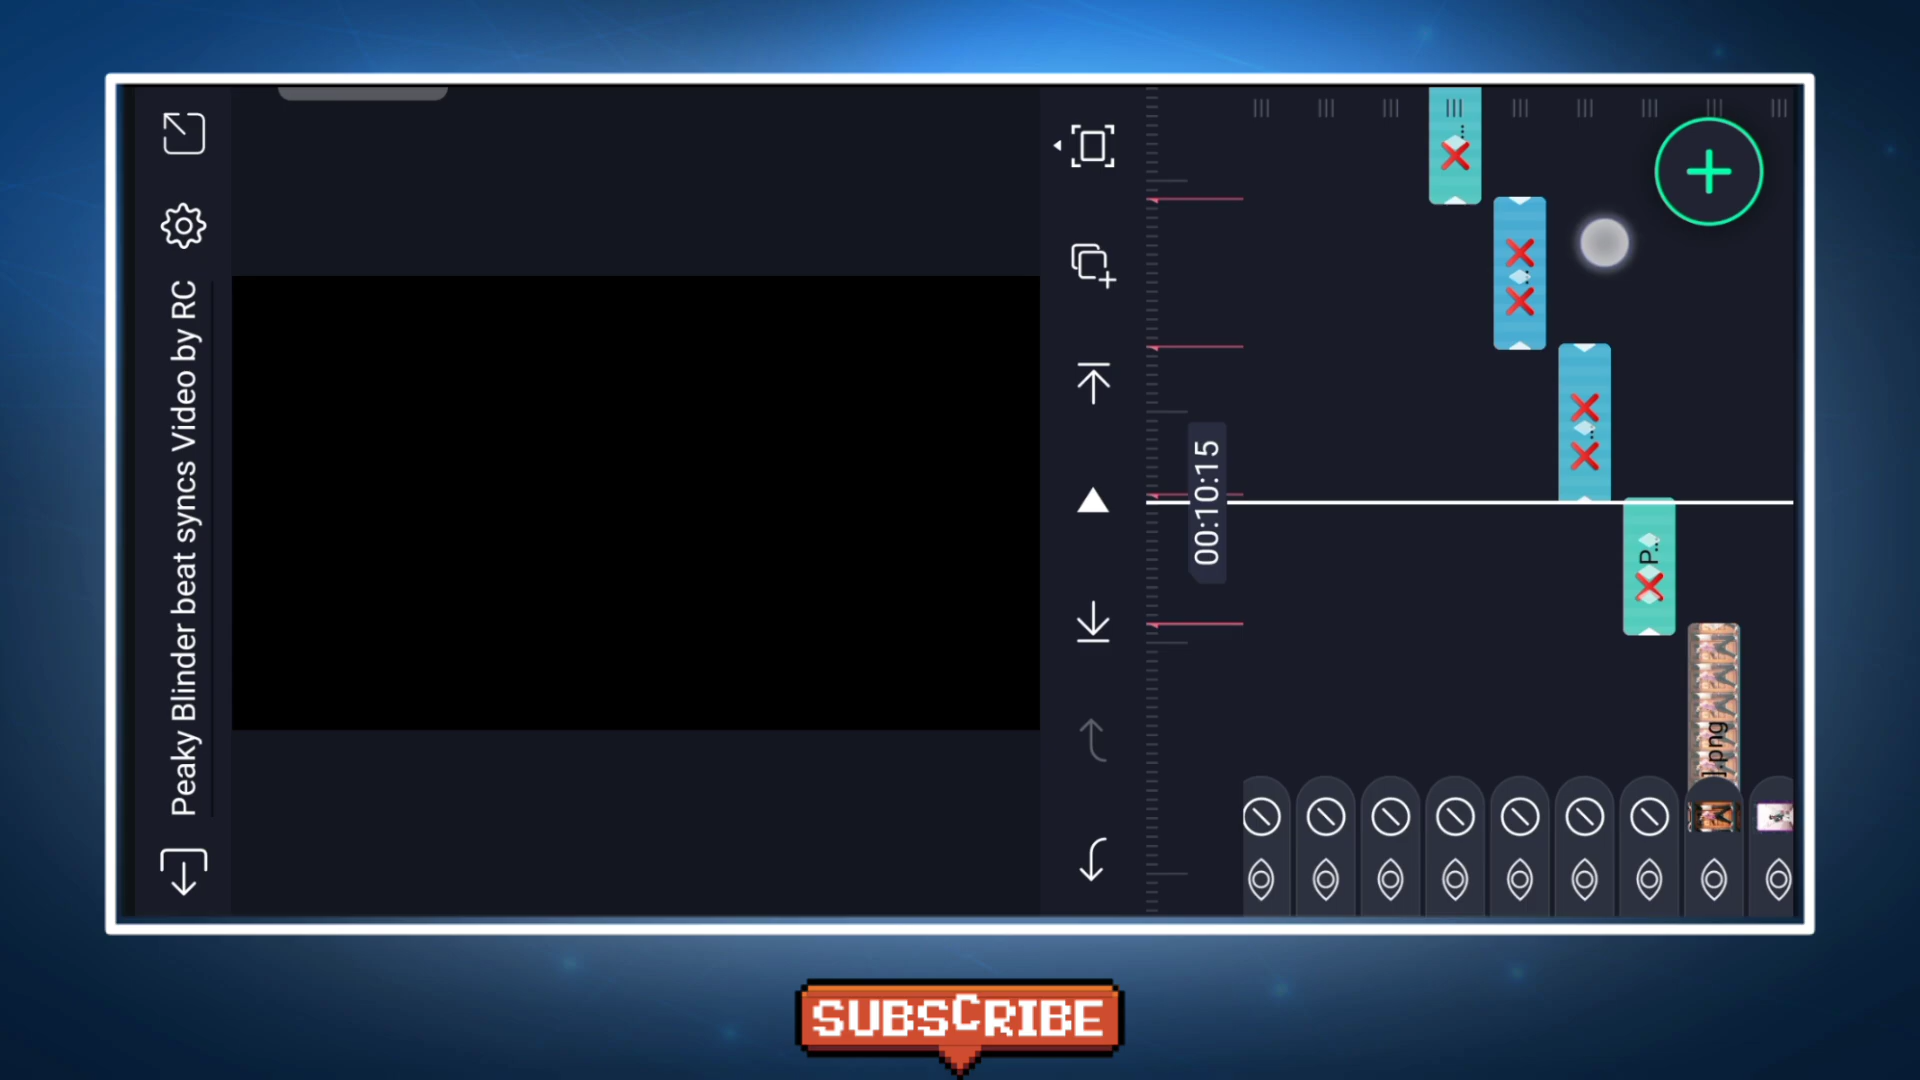 Peaky Blinder beat syncs Video by RC
00:10:15
P...
].png
SUBSCRIBE